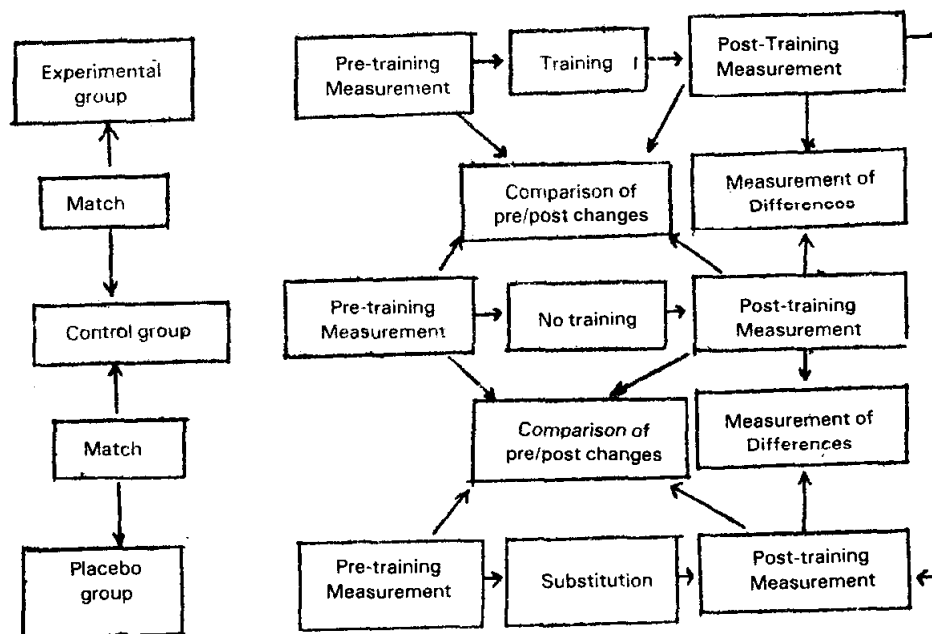 Experimental
group
Match
Control group
Match
Placebo
group
Pre-training
Measurement
Training
Post-Training
Measurement
Comparison of
pre/post changes
Measurement of
Differences
Pre-training
Measurement
No training
Post-training
Measurement
Comparison of
pre/post changes
Measurement of
Differences
Pre-training
Measurement
Substitution
Post-training
Measurement